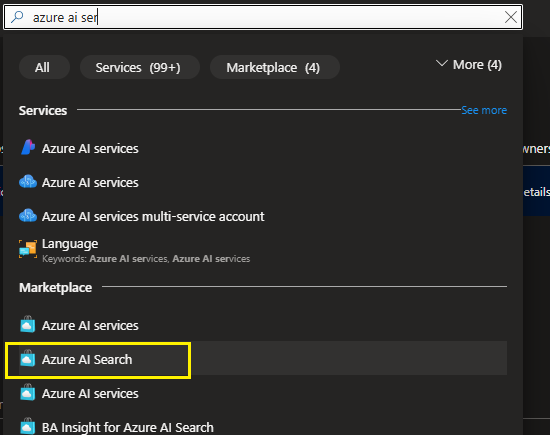 azure ai ser
All
Services (99+)
Marketplace (4)
More (4)
Services
See more
Azure AI services
wners
Azure AI services
etails
Azure AI services multi-service account
Language
Keywords: Azure AI services, Azure AI services
Marketplace
Azure AI services
Azure AI Search
Azure AI services
BA Insight for Azure AI Search